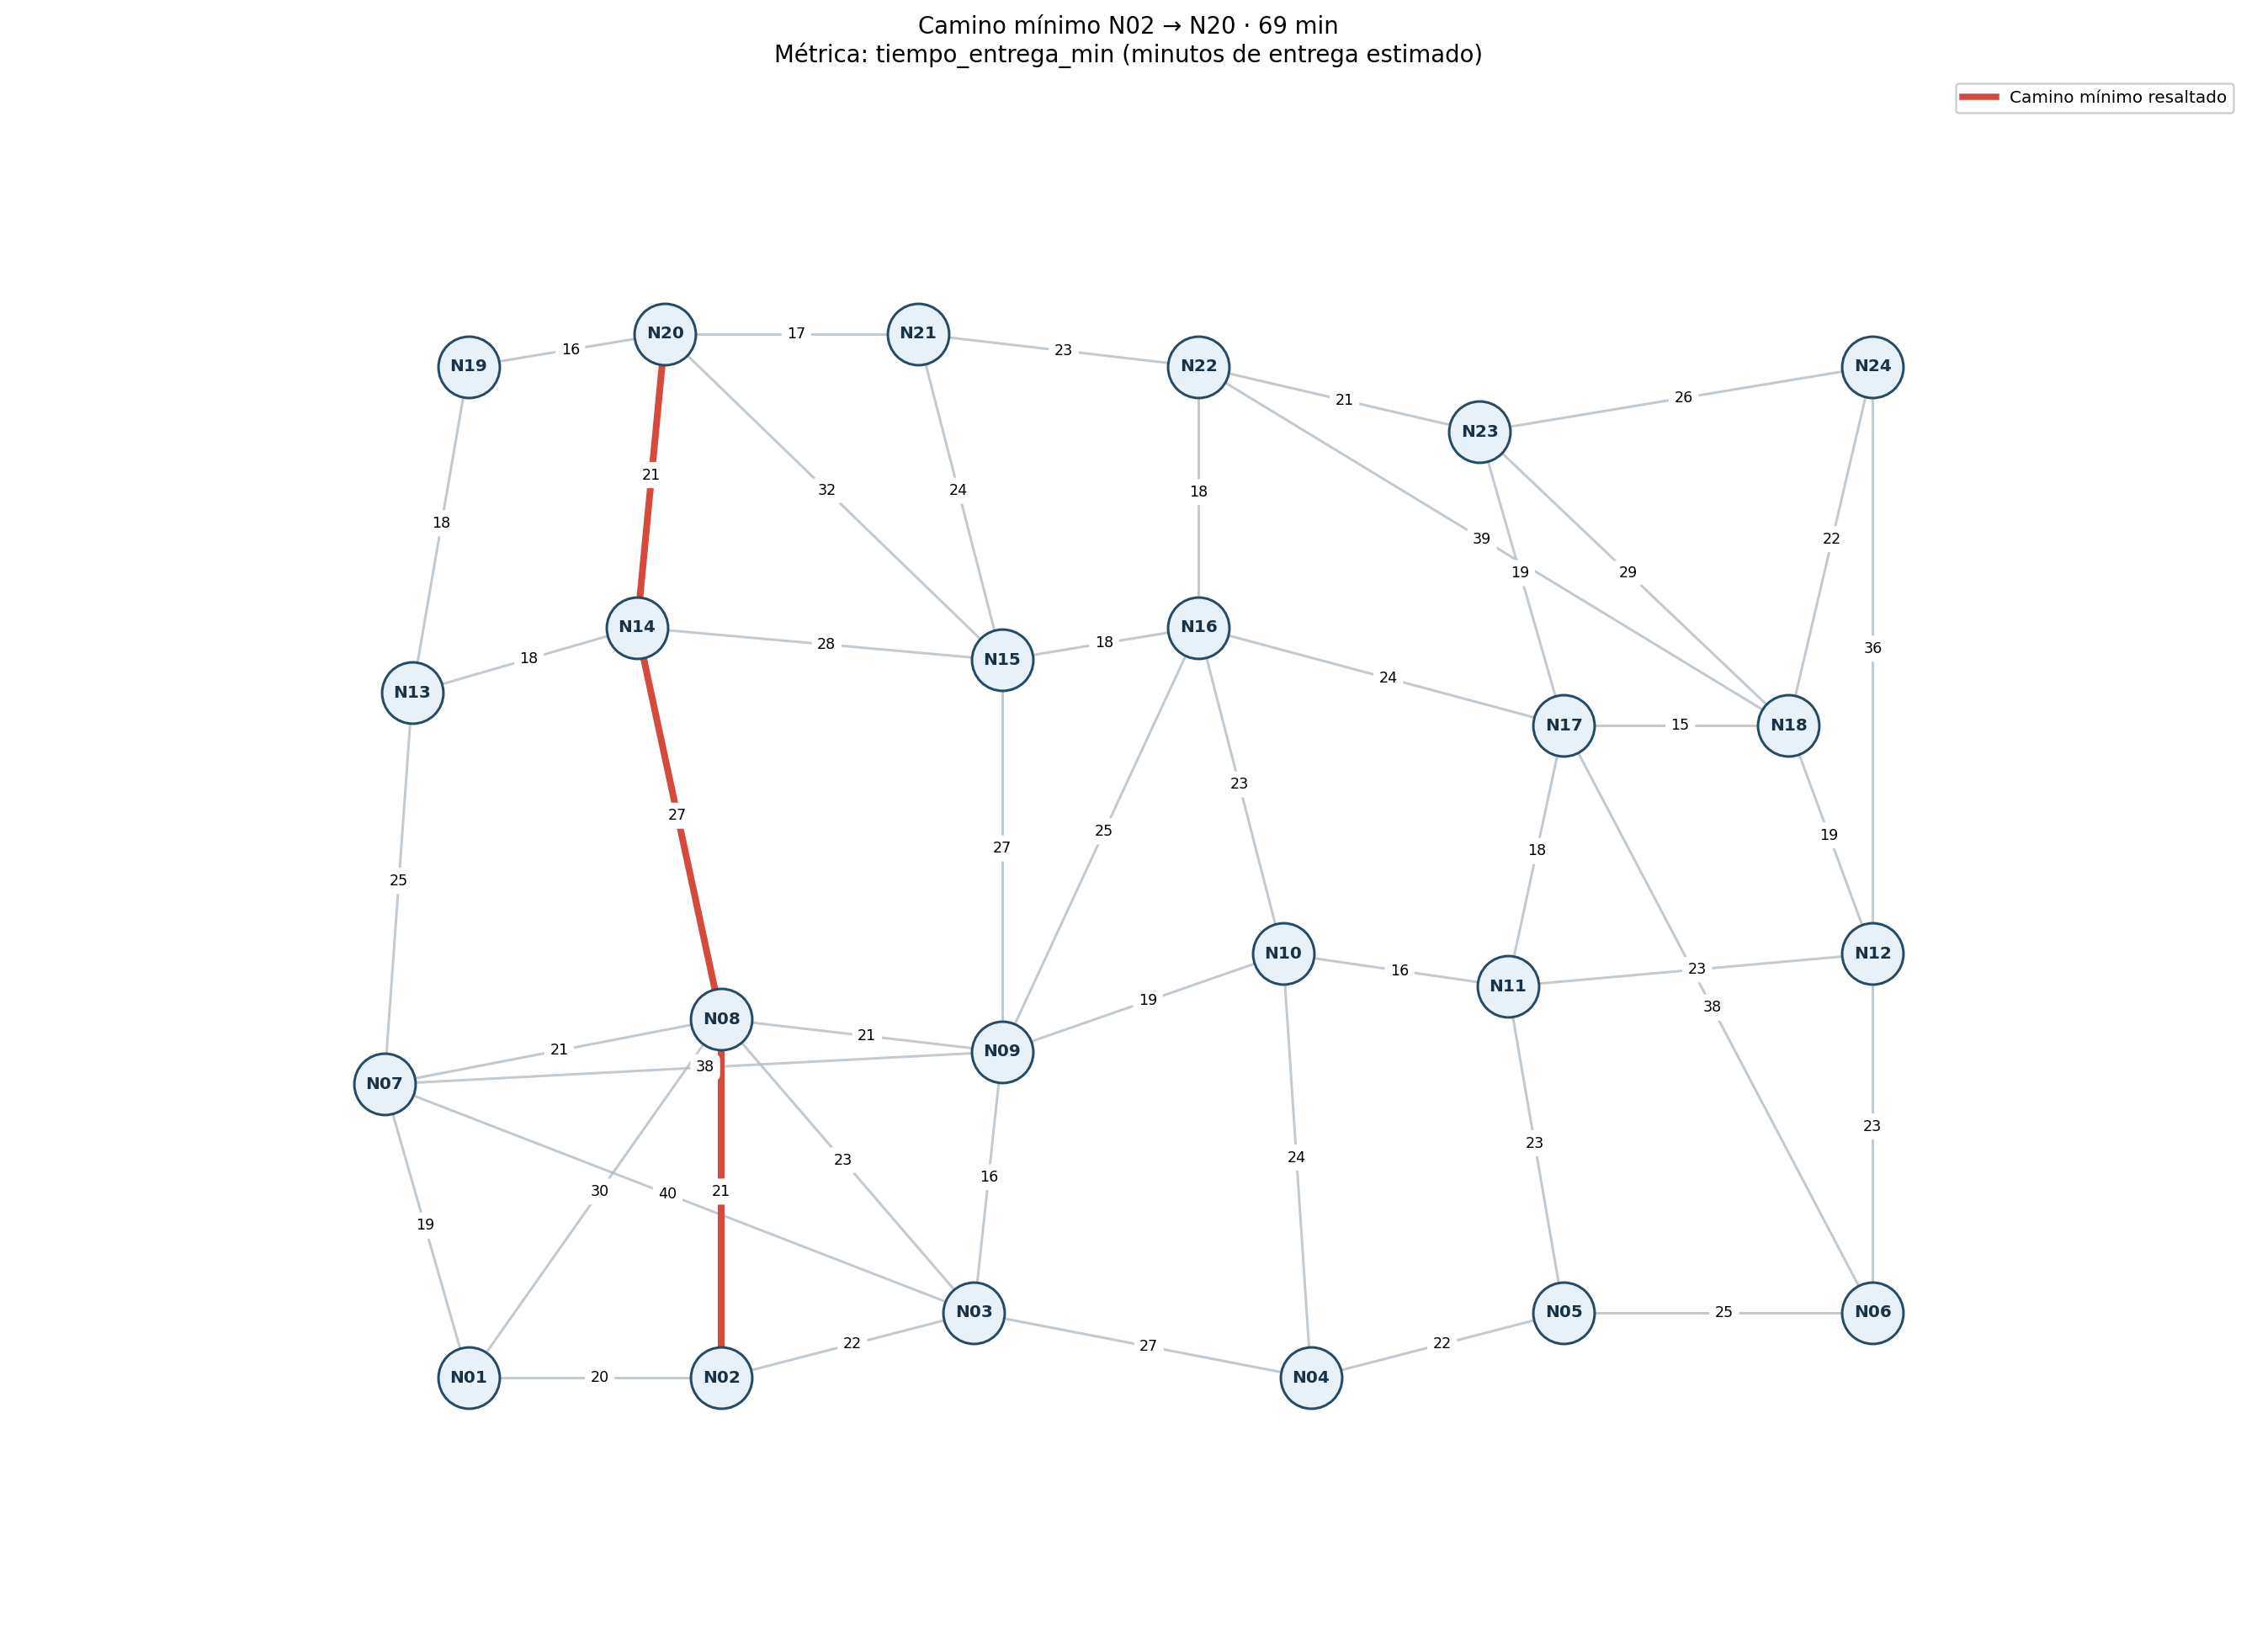 Camino mínimo N02 → N20 · 69 min
Métrica: tiempo_entrega_min (minutos de entrega estimado)
Camino mínimo resaltado
N20
17
N21
16
23
N19
N22
N24
21
26
N23
21
32
24
18
18
39
22
19
29
N14
N16
28
18
36
18
N15
24
N13
N17
15
N18
23
27
25
19
27
18
25
N10
N12
16
23
N11
19
38
N08
21
21
N09
38
N07
23
24
23
23
16
30
40
21
19
N03
N05
25
N06
22
27
22
N01
20
N02
N04